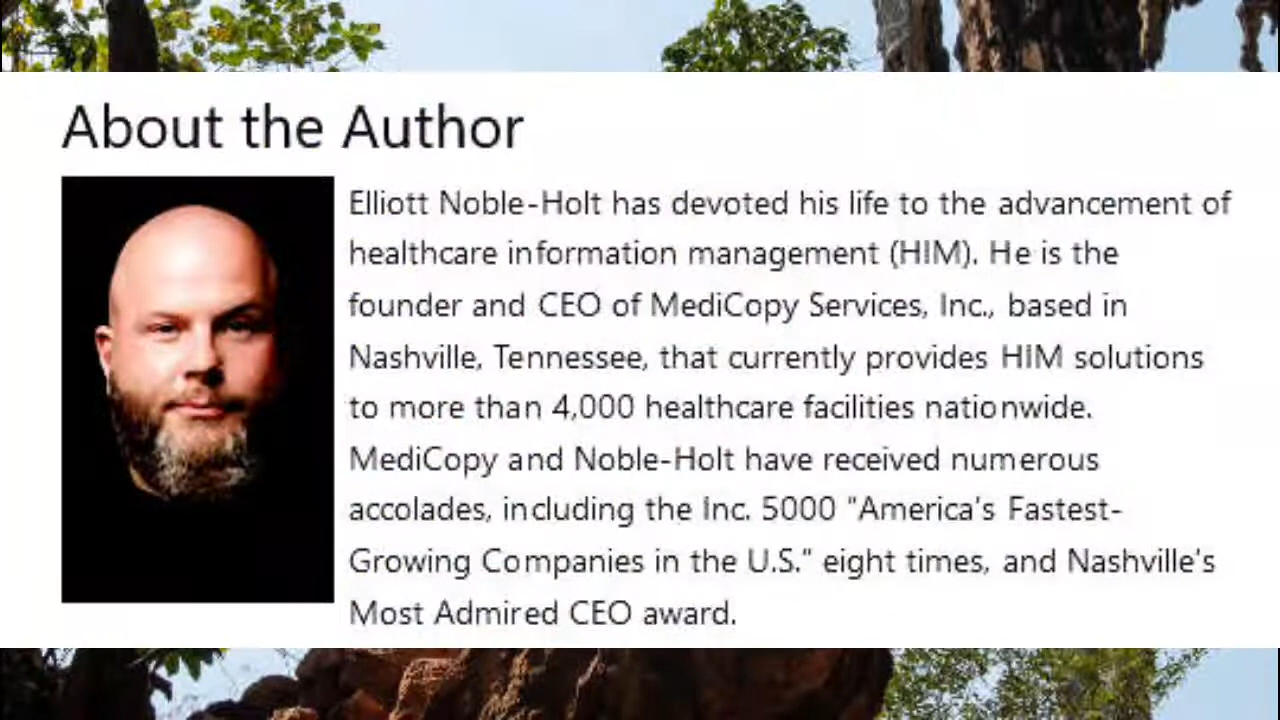 About the Author
Elliott Noble-Holt has devoted his life to the advancement of
healthcare information management (HIM). He is the
founder and CEO of MediCopy Services, Inc., based in
Nashville, Tennessee, that currently provides HIM solutions
to more than 4,000 healthcare facilities nationwide.
MediCopy and Noble-Holt have received numerous
accolades, including the Inc. 5000 "America's Fastest-
Growing Companies in the U.S." eight times, and Nashville's
Most Admired CEO award.